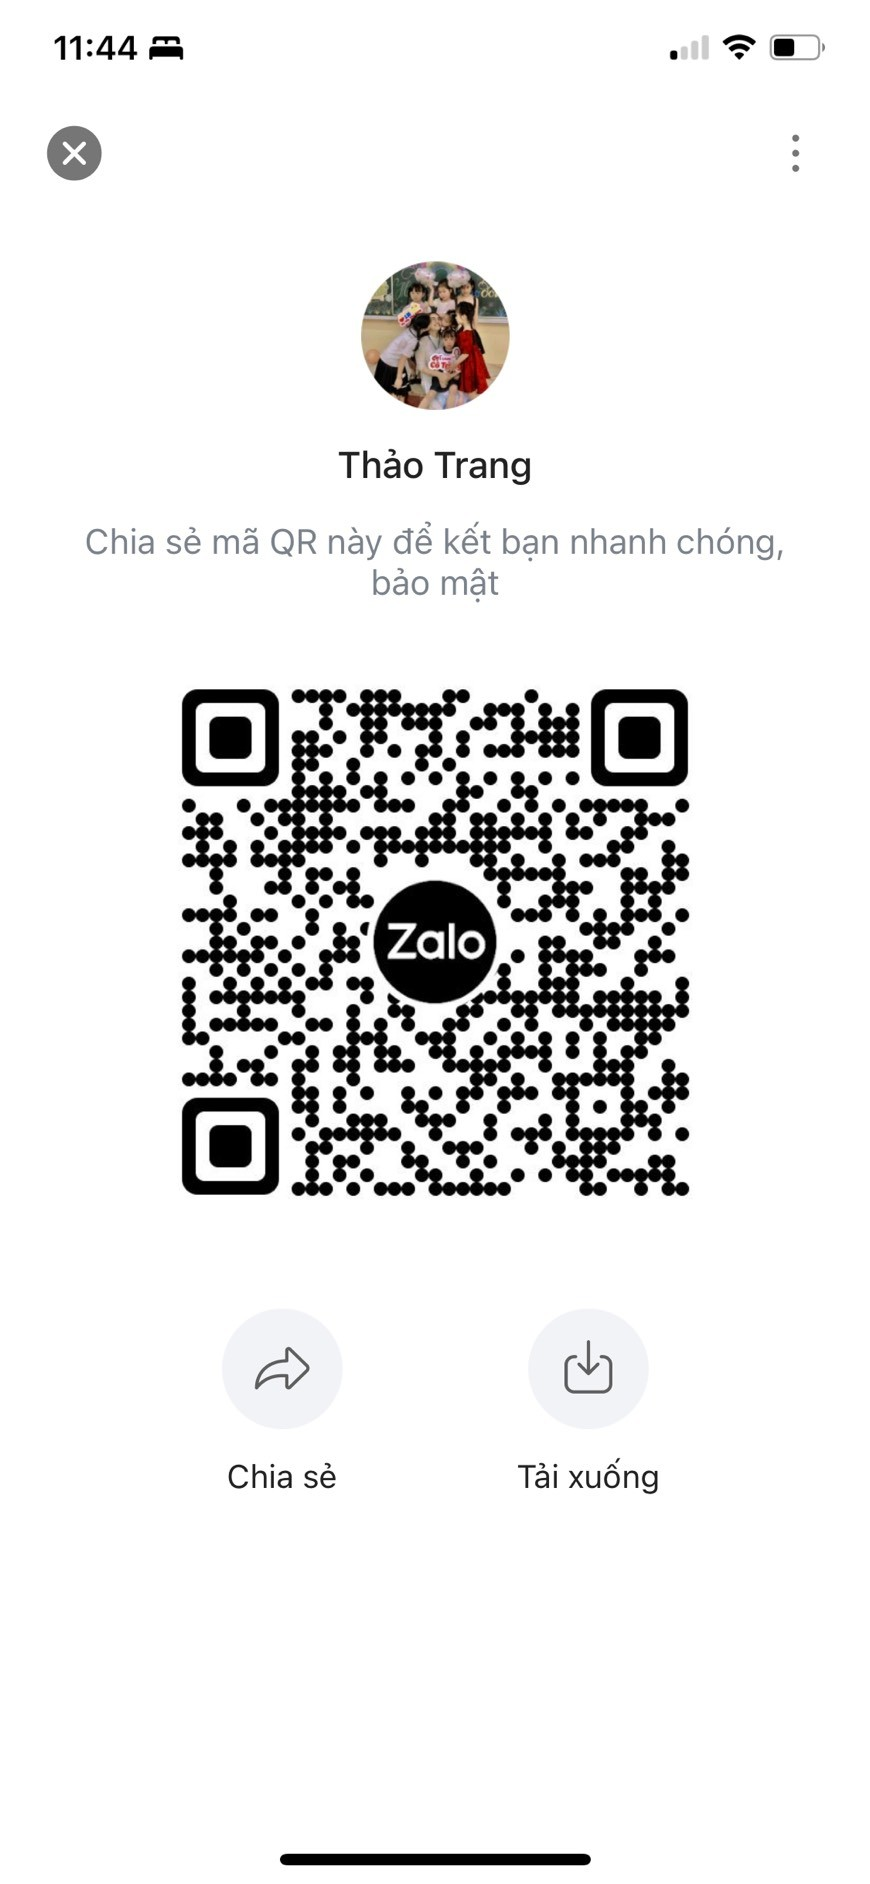 11:44
Thảo Trang
Chia sẻ mã QR này để kết bạn nhanh chóng,
bảo mật
Zalo
Chia sẻ
Tải xuống